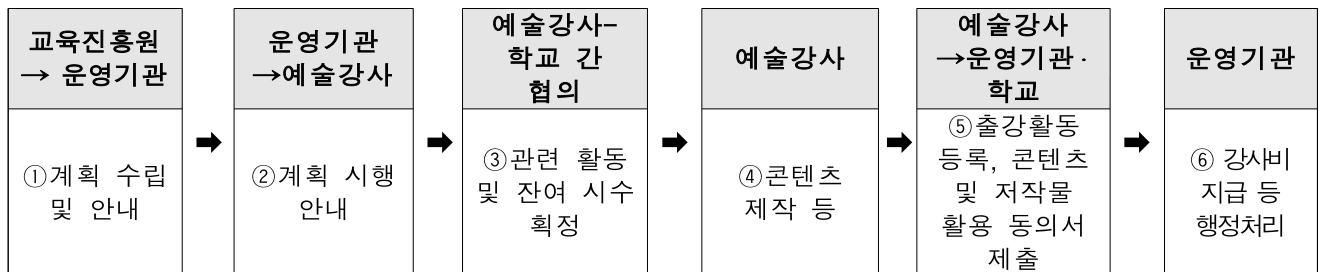 교육진흥원
→ 운영기관
①계획 수립
및 안내
➡
운영기관
→예술강사
②계획 시행
안내
➡
예술강사–
학교 간
협의
③관련 활동
및 잔여 시수
획정
➡
예술강사
④콘텐츠
제작 등
➡
예술강사
→운영기관·
학교
⑤출강활동
등록, 콘텐츠
및 저작물
활용 동의서
제출
➡
운영기관
⑥ 강사비
지급 등
행정처리